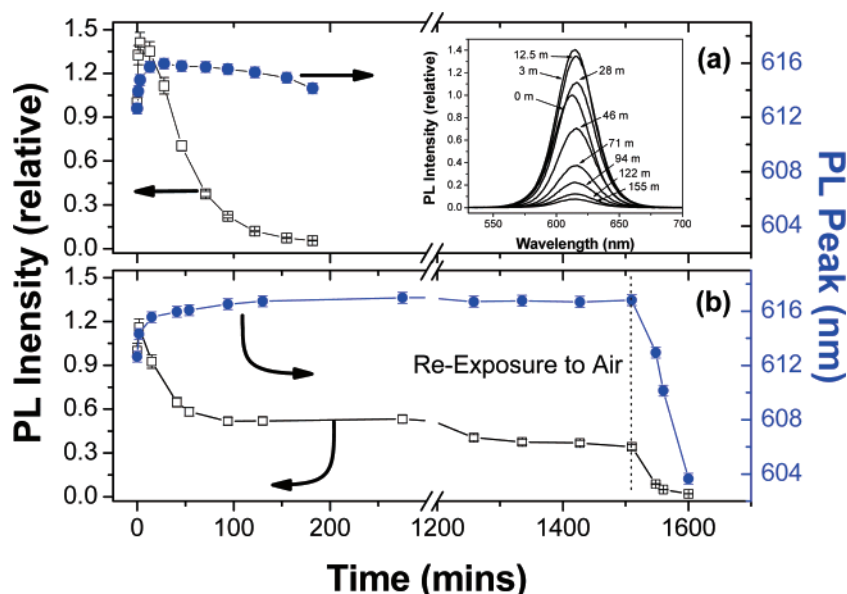 PL Inensity (relative)
1.5
1.2
0.9
0.6
0.3
0.0
(a)
616
612
608
604
PL Peak (nm)
PL Intensity (relative)
1.4
1.2
1.0
0.8
0.6
0.4
0.2
0.0
12.5 m
3 m
28 m
0 m
46 m
71 m
94 m
122 m
155 m
550
600
650
700
Wavelength (nm)
1.5
1.2
0.9
0.6
0.3
0.0
(b)
Re-Exposure to Air
616
612
608
604
0
100
200
1200
1400
1600
Time (mins)